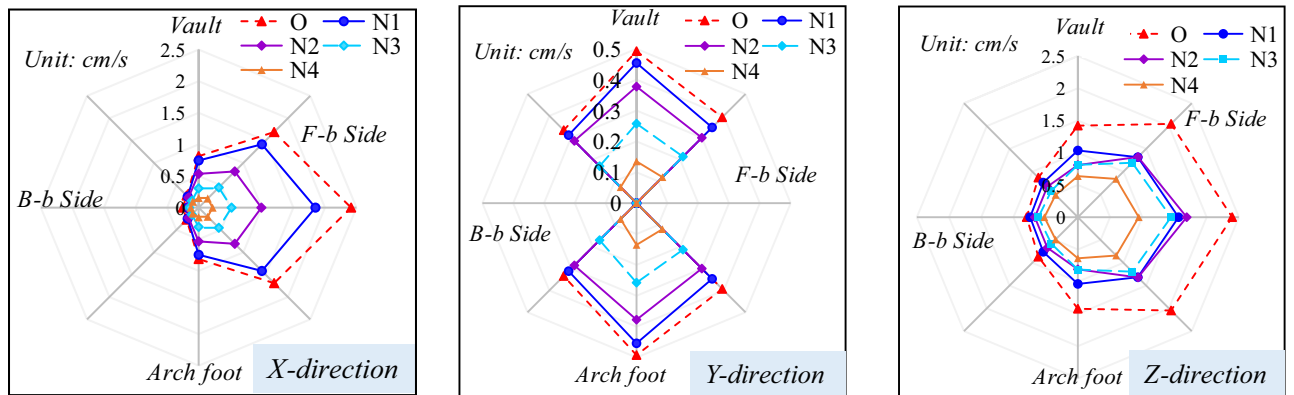 Vault
O N1
N2 N3
N4
Unit: cm/s
2.5
2
1.5
1
0.5
0
F-b Side
B-b Side
Arch foot
X-direction
Vault
O N1
N2 N3
N4
Unit: cm/s
0.5
0.4
0.3
0.2
0.1
0
F-b Side
B-b Side
Arch foot
Y-direction
Vault
O N1
N2 N3
N4
Unit: cm/s
2.5
2
1.5
1
0.5
0
F-b Side
B-b Side
Arch foot
Z-direction